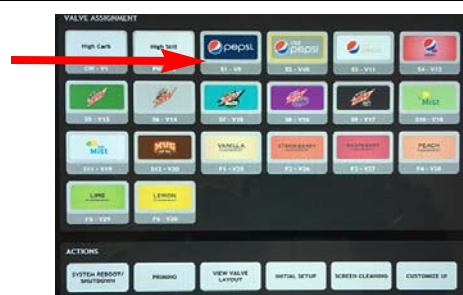 VALVE ASSIGNMENT
High Carb
High Still
pepsi
diet
pepsi
CW - V1
S1 - V9
S2 - V10
S3 - V11
S4 - V12
S5 - V13
S6 - V14
S7 - V15
S8 - V16
S9 - V17
S10 - V18
Mist
Mist
MUG
VANILLA
STRAWBERRY
RASPBERRY
PEACH
S11 - V19
S12 - V20
F1 - V25
F2 - V26
F3 - V27
F4 - V28
LIME
LEMON
F5 - V29
F6 - V30
ACTIONS
SYSTEM REBOOT/
SHUTDOWN
PRIMING
VIEW VALVE
LAYOUT
INITIAL SETUP
SCREEN CLEANING
CUSTOMIZE UI